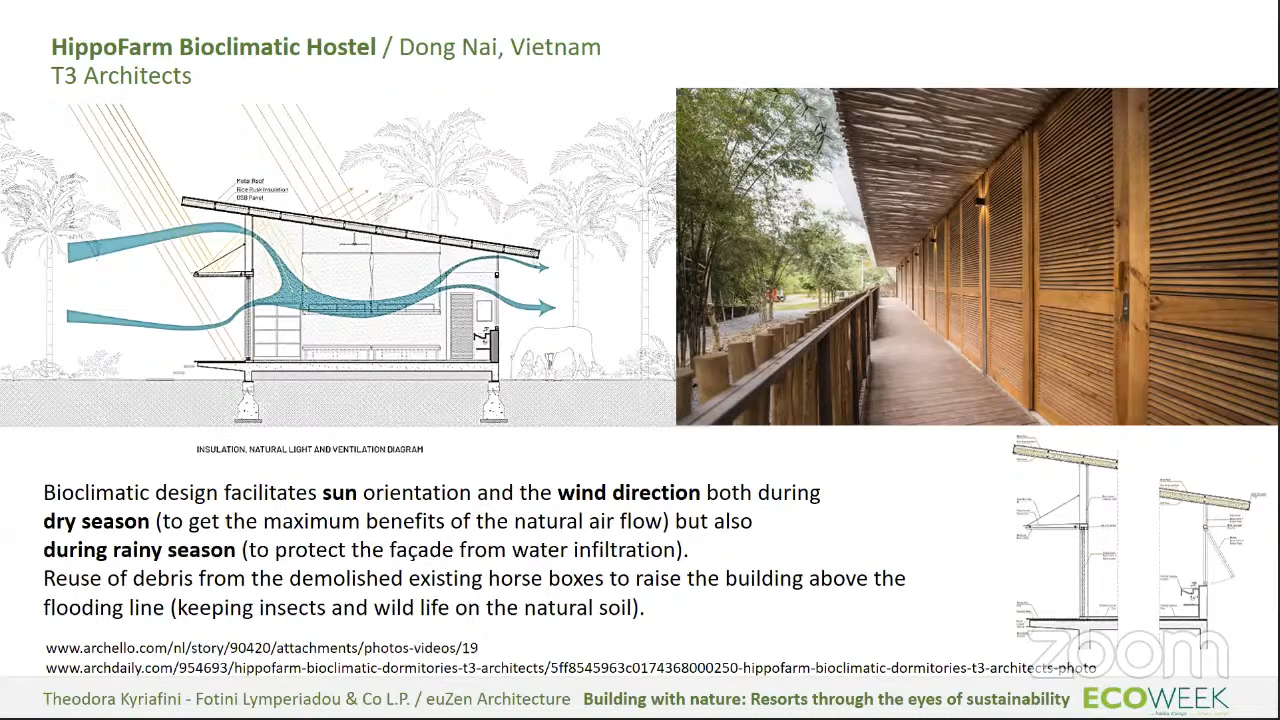 HippoFarm Bioclimatic Hostel / Dong Nai, Vietnam
T3 Architects
Metal Roof
Rice Husk Insulation
OSB Panel
INSULATION, NATURAL LIGHT AND VENTILATION DIAGRAM
Bioclimatic design facilitates sun orientation and the wind direction both during
dry season (to get the maximum benefits of the natural air flow) but also
during rainy season (to protect the façade from water infiltration).
Reuse of debris from the demolished existing horse boxes to raise the building above the
flooding line (keeping insects and wild life on the natural soil).
www.archello.com/nl/story/90420/attachments/photos-videos/19
www.archdaily.com/954693/hippofarm-bioclimatic-dormitories-t3-architects/5ff8545963c0174368000250-hippofarm-bioclimatic-dormitories-t3-architects-photo
zoom
Theodora Kyriafini - Fotini Lymperiadou & Co L.P. / euZen Architecture Building with nature: Resorts through the eyes of sustainability ECOWEEK